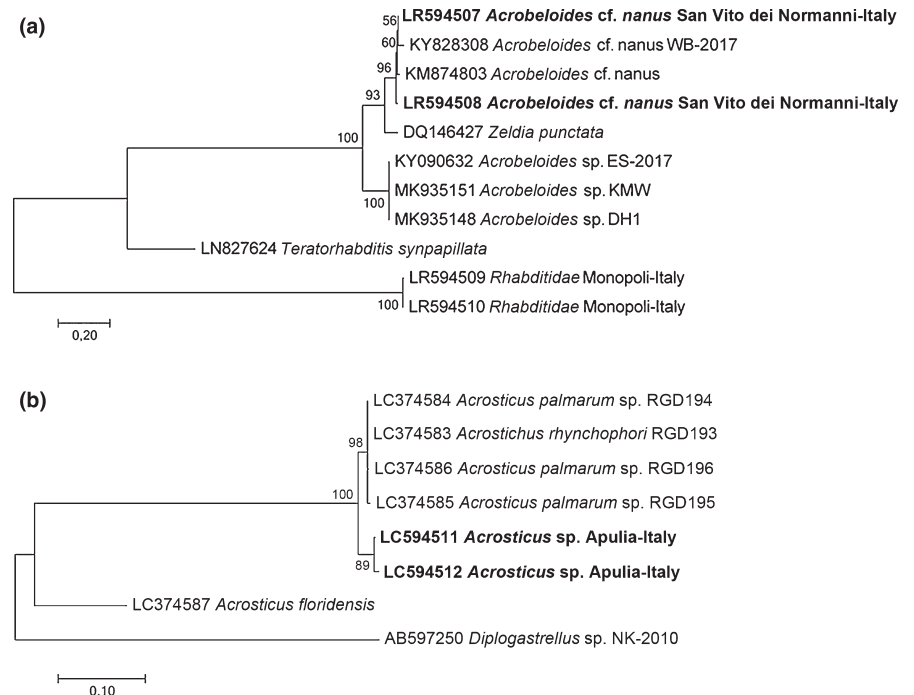 (a)
56
LR594507 Acrobeloides cf. nanus San Vito dei Normanni-Italy
60
KY828308 Acrobeloides cf. nanus WB-2017
96
KM874803 Acrobeloides cf. nanus
93
LR594508 Acrobeloides cf. nanus San Vito dei Normanni-Italy
100
DQ146427 Zeldia punctata
KY090632 Acrobeloides sp. ES-2017
MK935151 Acrobeloides sp. KMW
100
MK935148 Acrobeloides sp. DH1
LN827624 Teratorhabditis synpapillata
LR594509 Rhabditidae Monopoli-Italy
100
LR594510 Rhabditidae Monopoli-Italy
0,20
(b)
LC374584 Acrosticus palmarum sp. RGD194
LC374583 Acrostichus rhynchophori RGD193
98
LC374586 Acrosticus palmarum sp. RGD196
100
LC374585 Acrosticus palmarum sp. RGD195
LC594511 Acrosticus sp. Apulia-Italy
89
LC594512 Acrosticus sp. Apulia-Italy
LC374587 Acrosticus floridensis
AB597250 Diplogastrellus sp. NK-2010
0,10